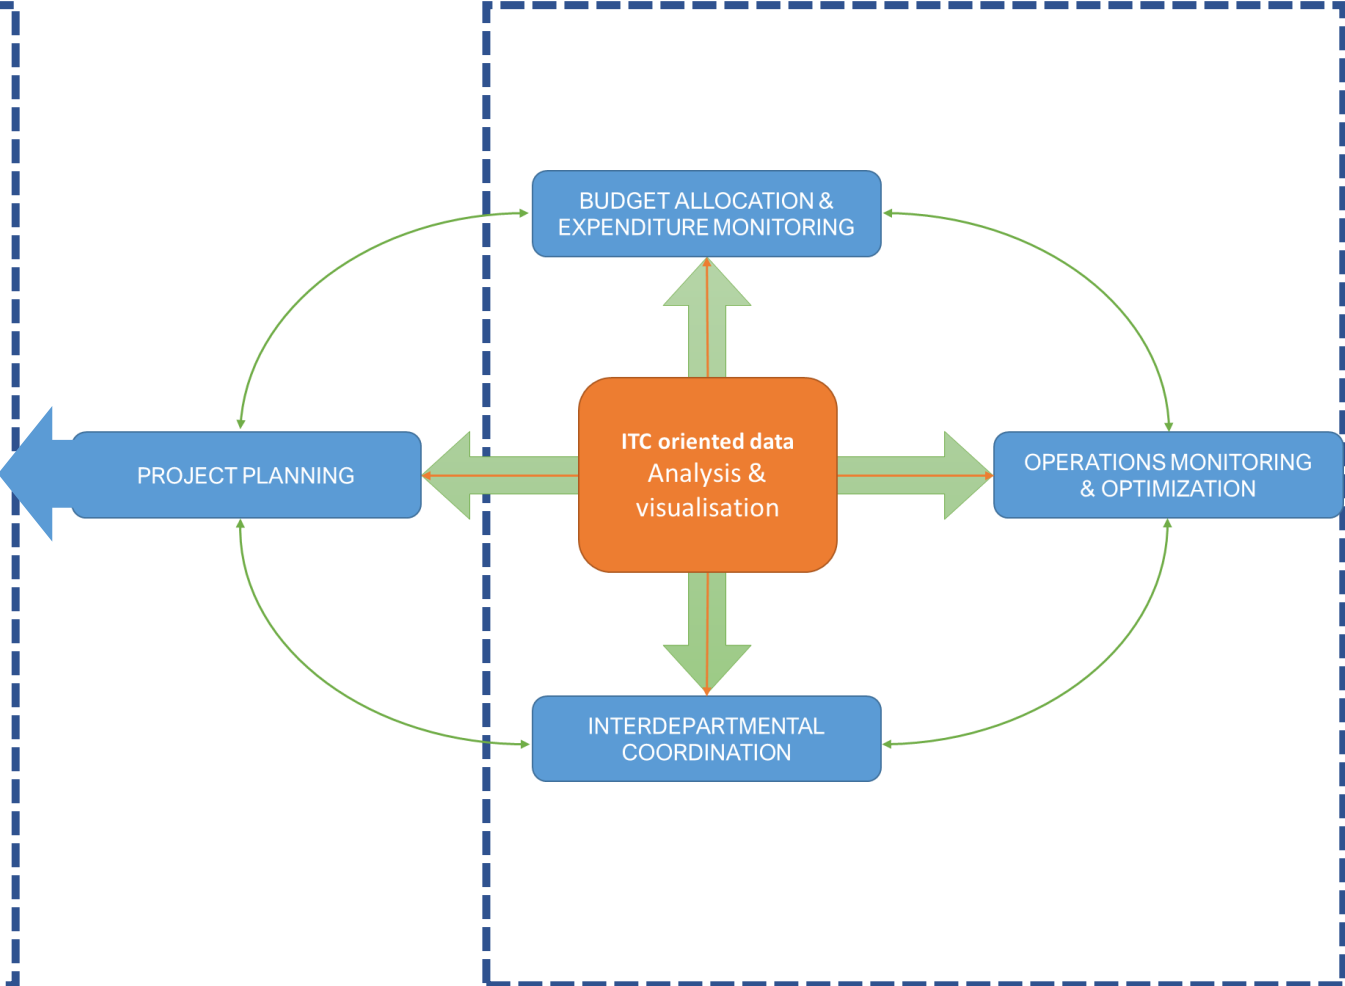 BUDGET ALLOCATION &
EXPENDITURE MONITORING
ITC oriented data
Analysis &
visualisation
PROJECT PLANNING
OPERATIONS MONITORING
& OPTIMIZATION
INTERDEPARTMENTAL
COORDINATION